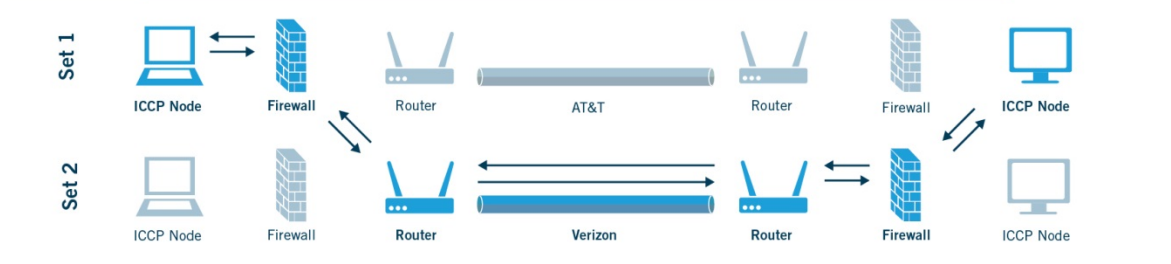 Set 1
ICCP Node
Firewall
Router
AT&T
Router
Firewall
ICCP Node
Set 2
ICCP Node
Firewall
Router
Verizon
Router
Firewall
ICCP Node